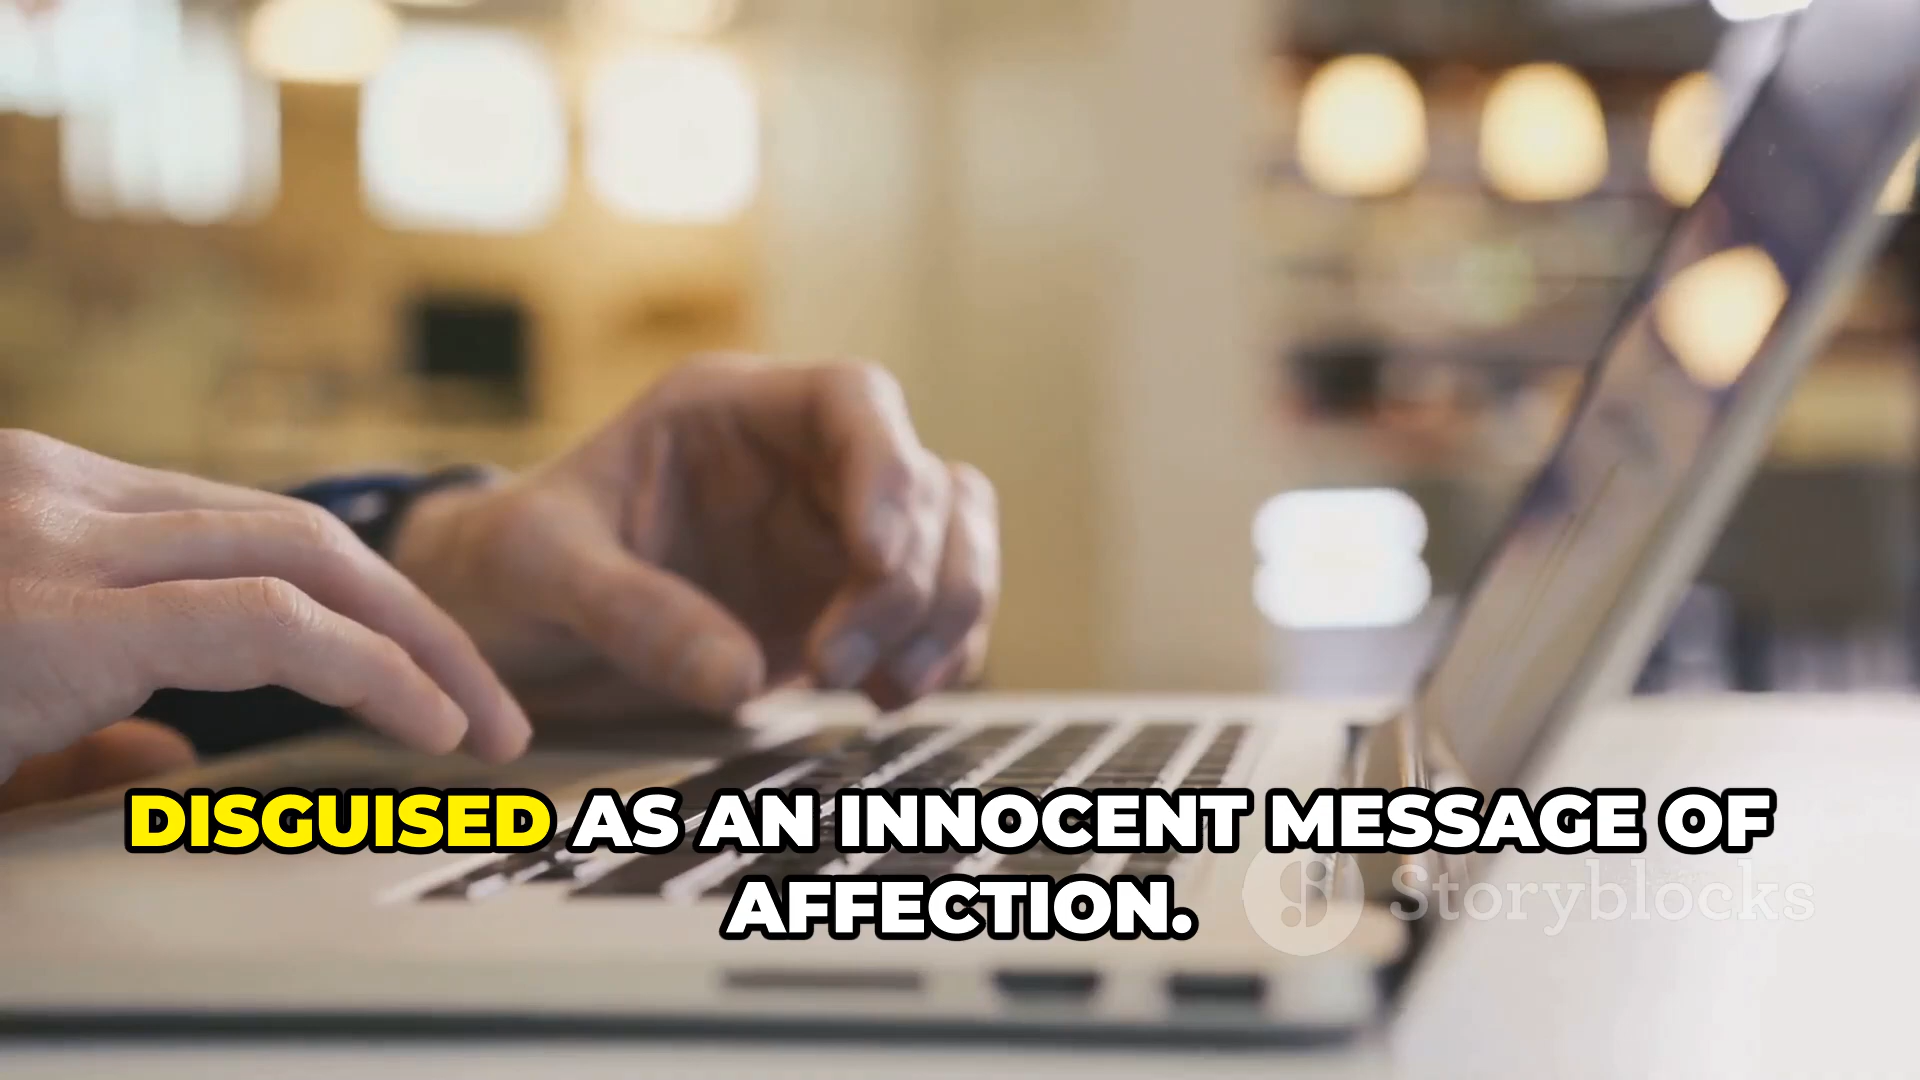 DISGUISED AS AN INNOCENT MESSAGE OF
AFFECTION.
Storyblocks